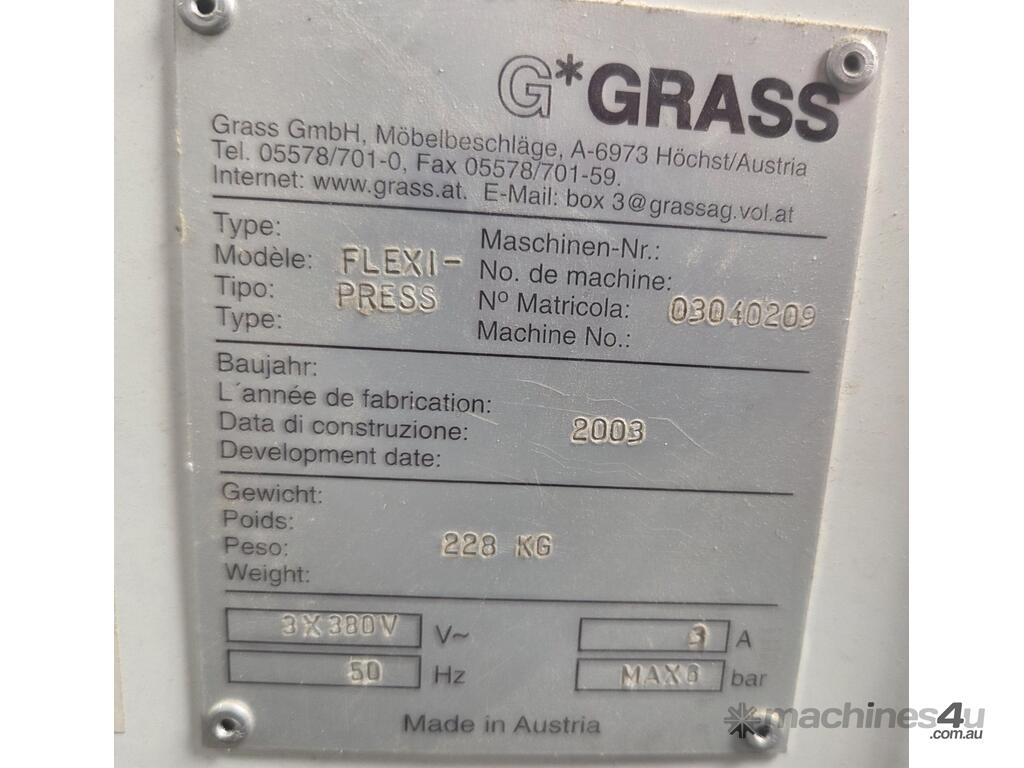 G*GRASS
Grass GmbH, Möbelbeschläge, A-6973 Höchst/Austria
Tel. 05578/701-0, Fax 05578/701-59.
Internet: www.grass.at. E-Mail: box 3@grassag.vol.at
Type:
Modèle:
Tipo:
Type:
FLEXI-
PRESS
Maschinen-Nr.:
No. de machine:
Nº Matricola:
Machine No.:
03040209
Baujahr:
L´année de fabrication:
Data di construzione:
Development date:
2003
Gewicht:
Poids:
Peso:
Weight:
228 KG
3X380V V~
3 A
50 Hz
MAX6 bar
Made in Austria
machines4u
.com.au